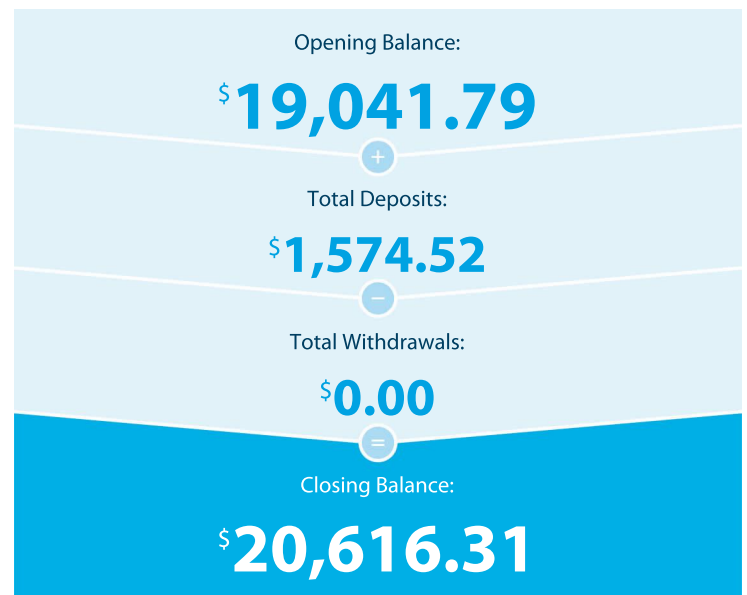 Opening Balance:
$19,041.79
+
Total Deposits:
$1,574.52
−
Total Withdrawals:
$0.00
=
Closing Balance:
$20,616.31